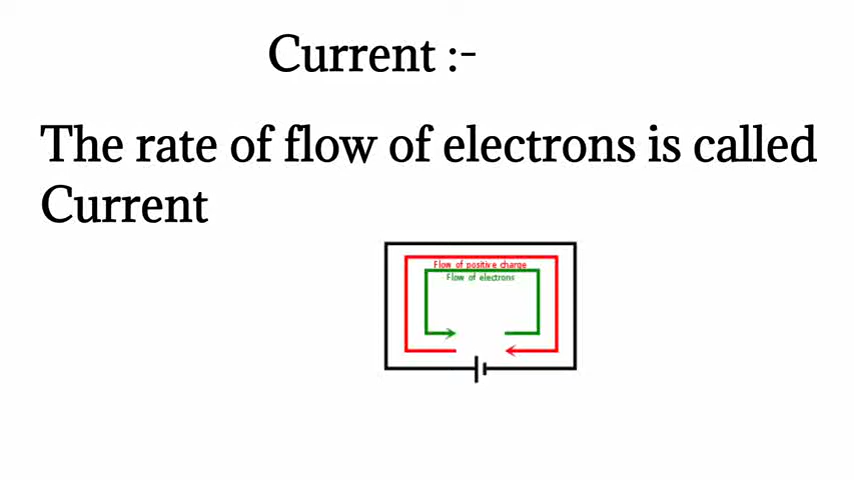 Current :-
The rate of flow of electrons is called
Current
Flow of positive charge
Flow of electrons